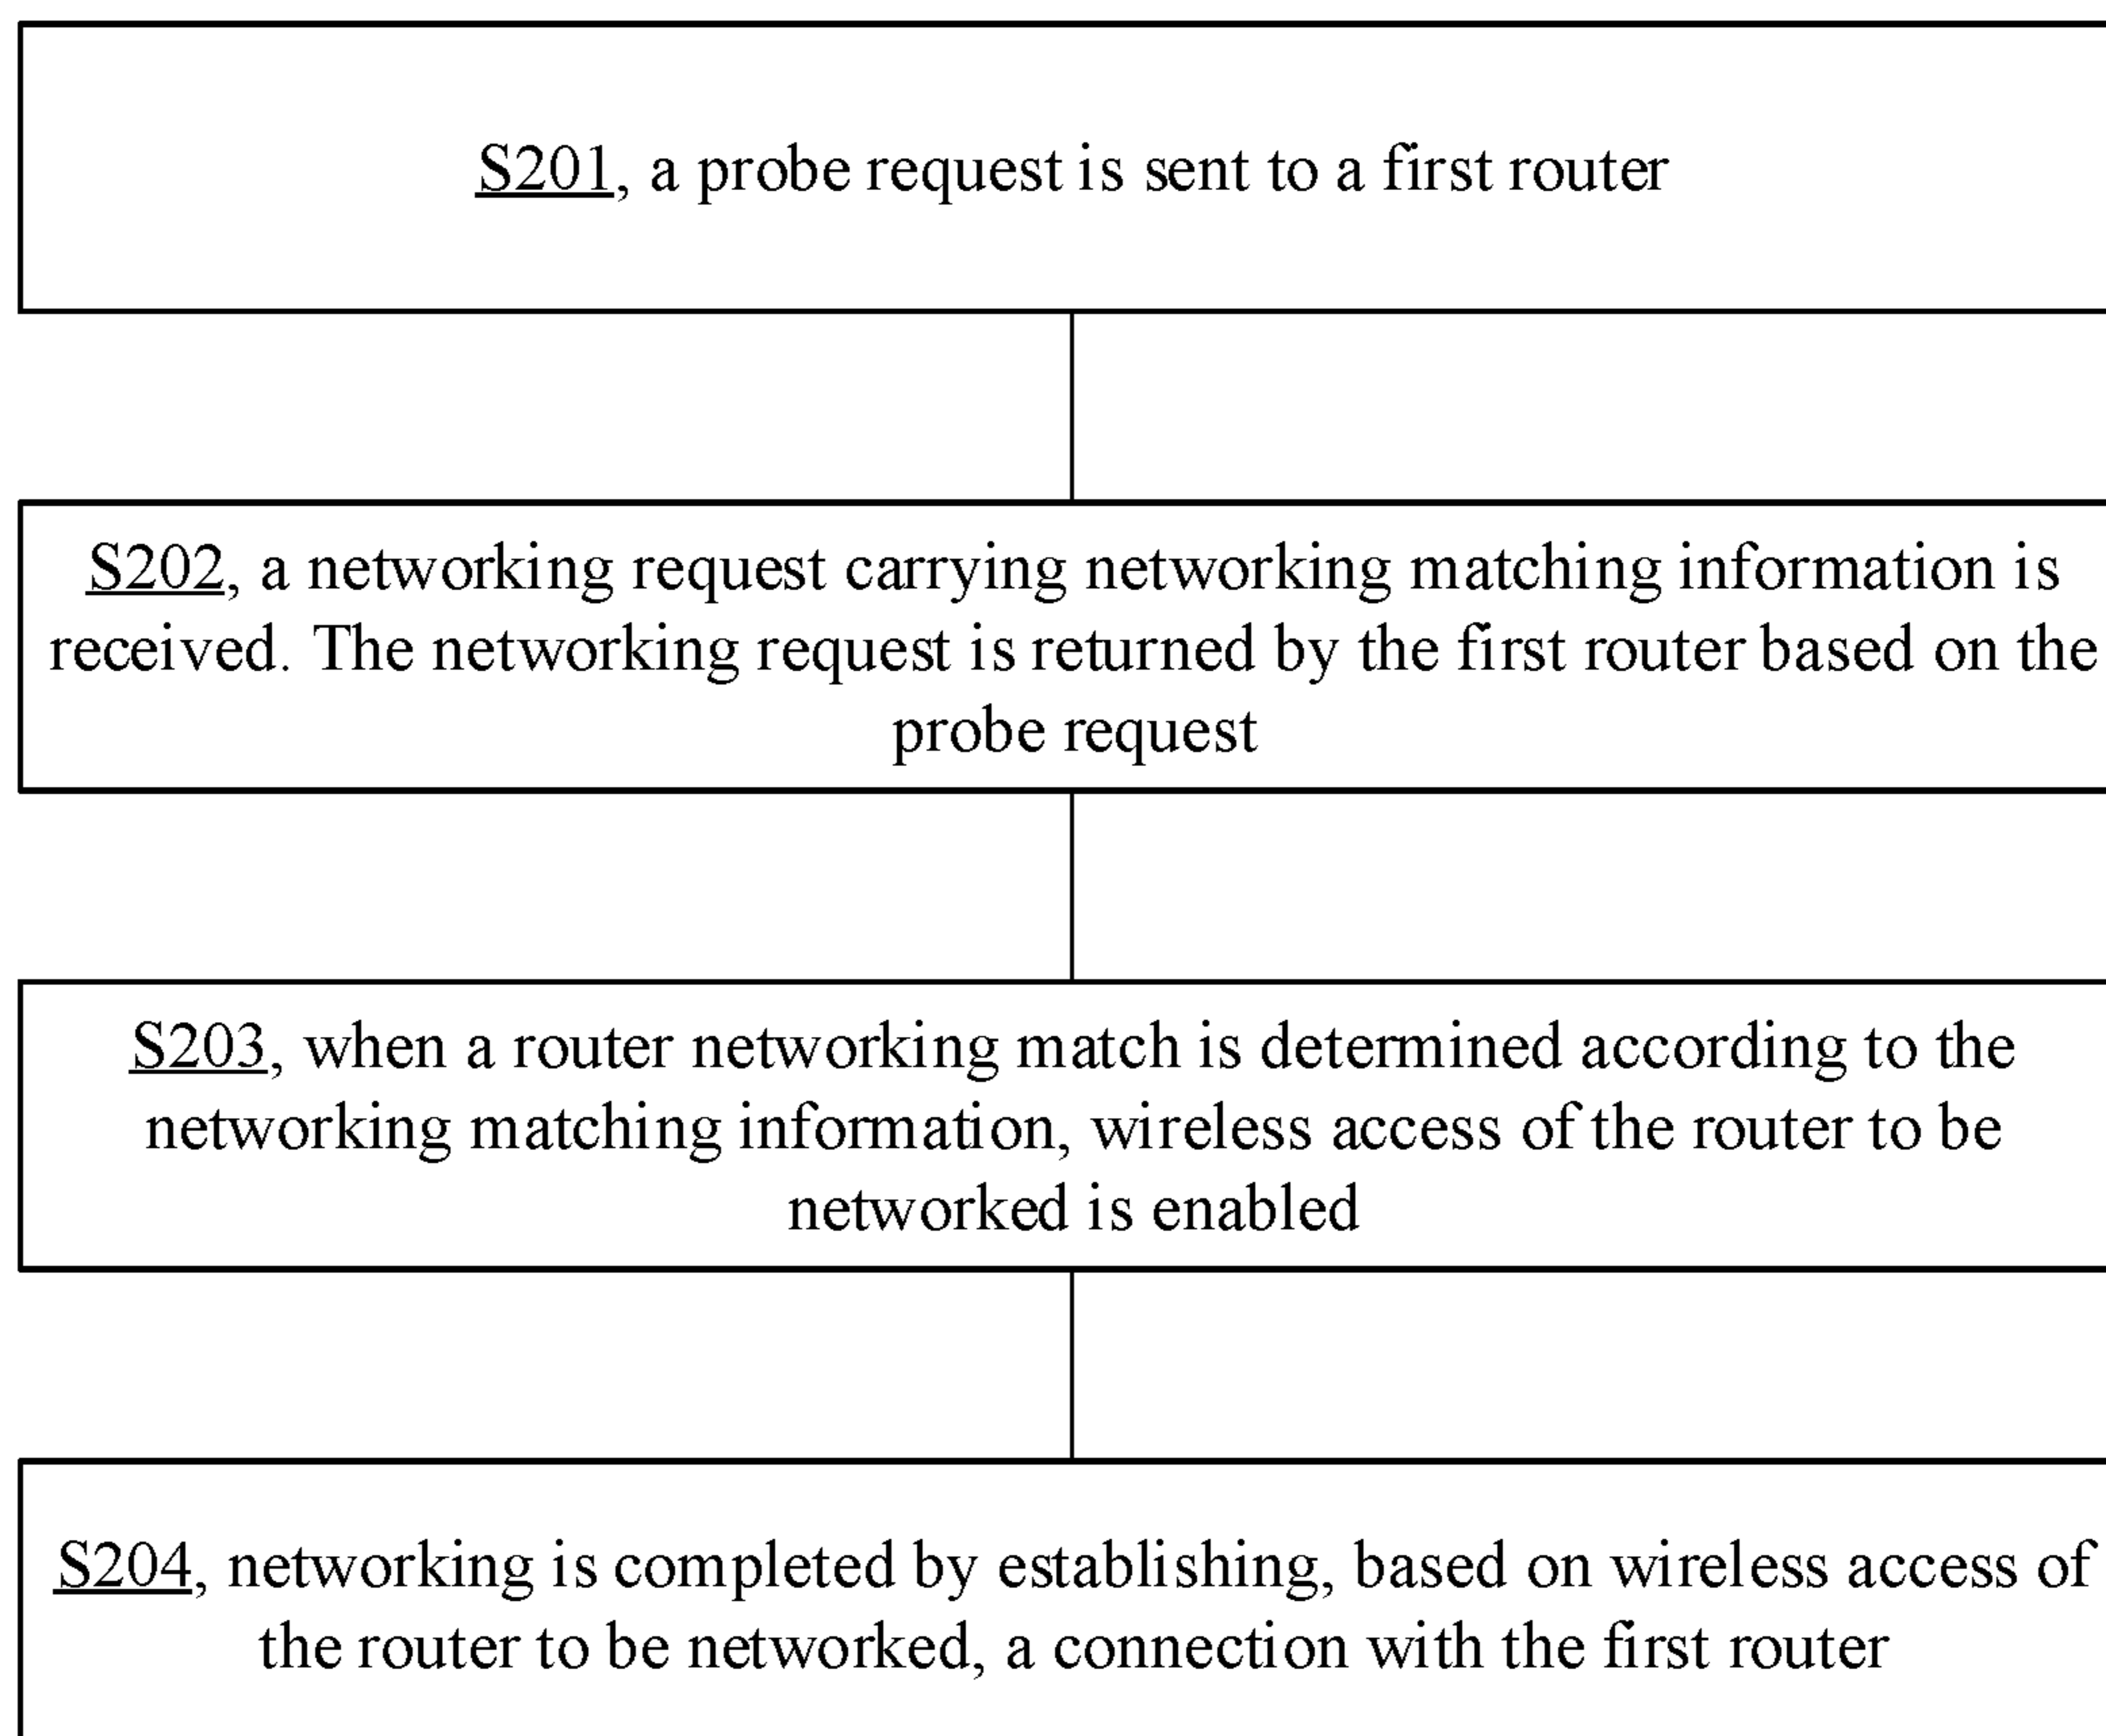 S201, a probe request is sent to a first router
S202, a networking request carrying networking matching information is
received. The networking request is returned by the first router based on the
probe request
S203, when a router networking match is determined according to the
networking matching information, wireless access of the router to be
networked is enabled
S204, networking is completed by establishing, based on wireless access of
the router to be networked, a connection with the first router